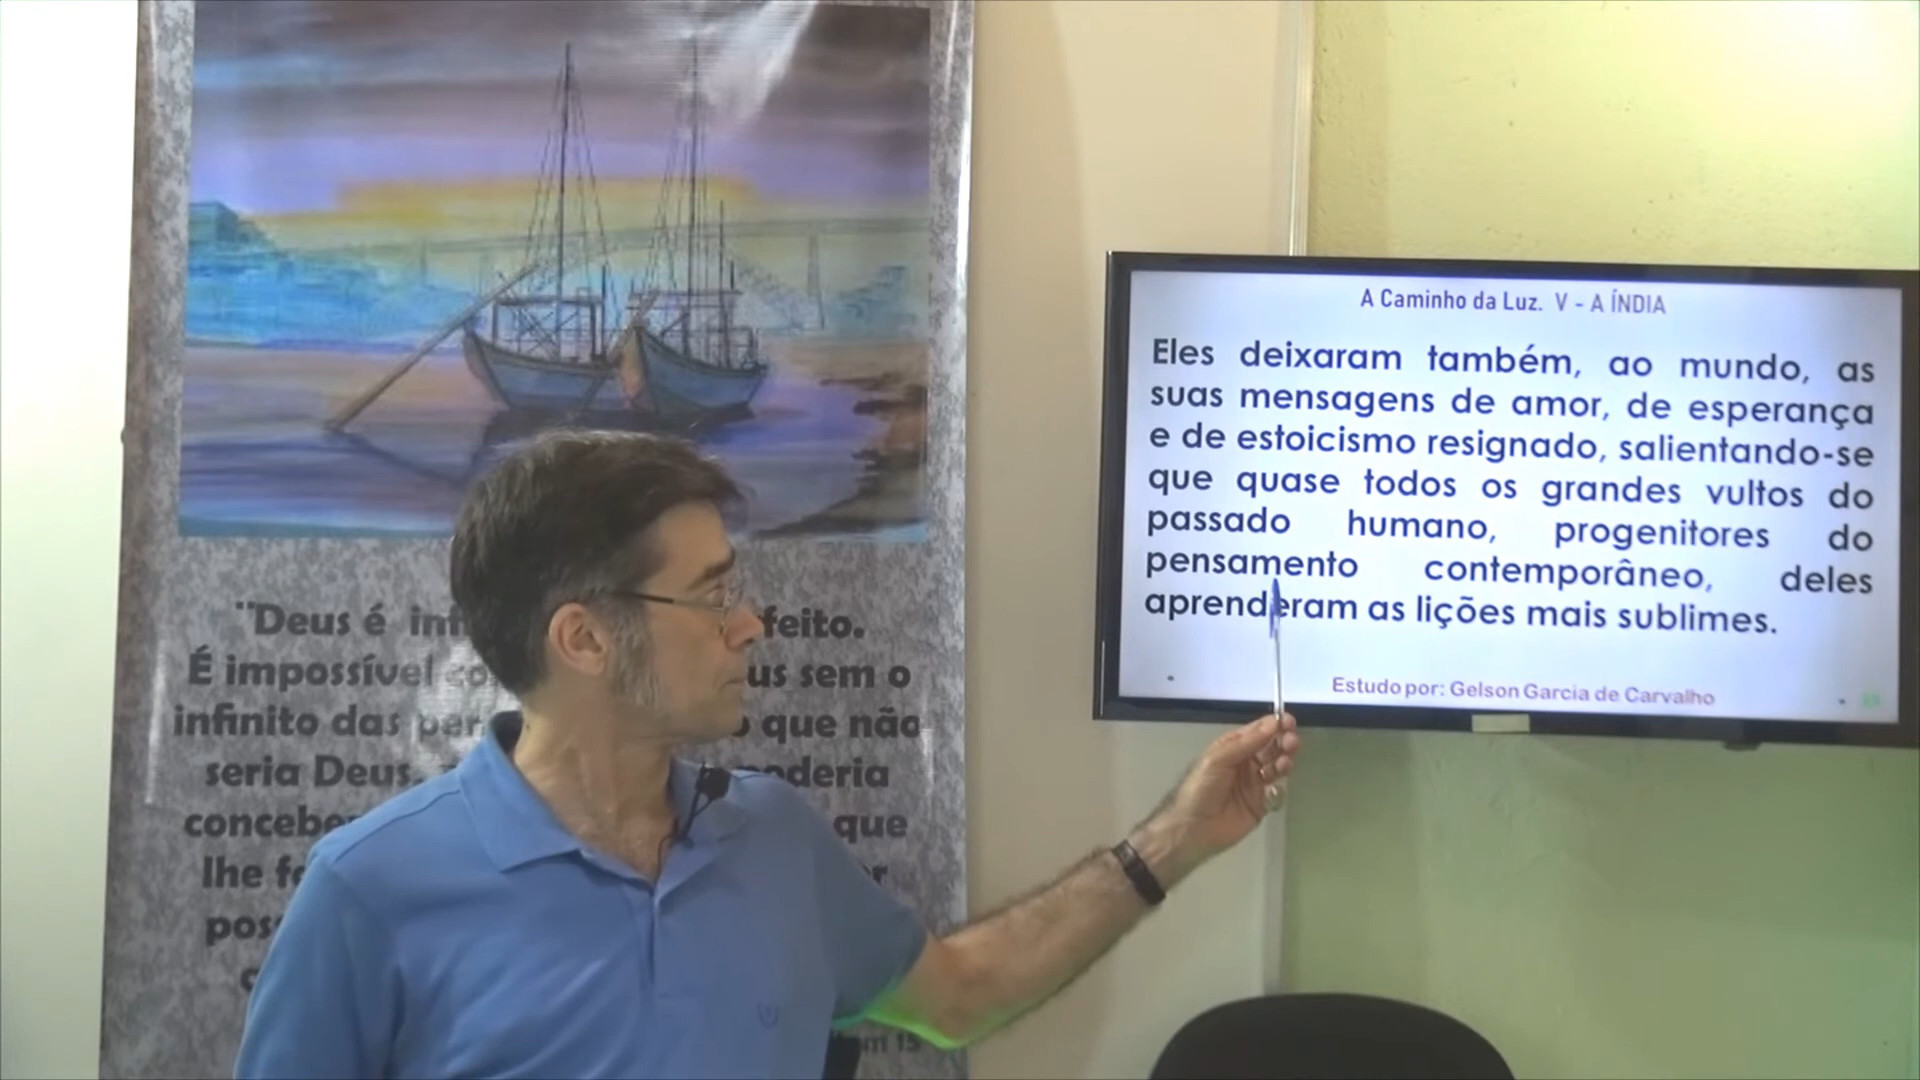 ¨Deus é
feito.
É impossível
us sem o
infinito das
que não
seria Deus.
conceber
que
lhe
A Caminho da Luz. V - A ÍNDIA
Eles deixaram também, ao mundo, as
suas mensagens de amor, de esperança
e de estoicismo resignado, salientando-se
que quase todos os grandes vultos do
passado humano, progenitores do
pensamento contemporâneo, deles
aprenderam as lições mais sublimes.
Estudo por: Gelson Garcia de Carvalho